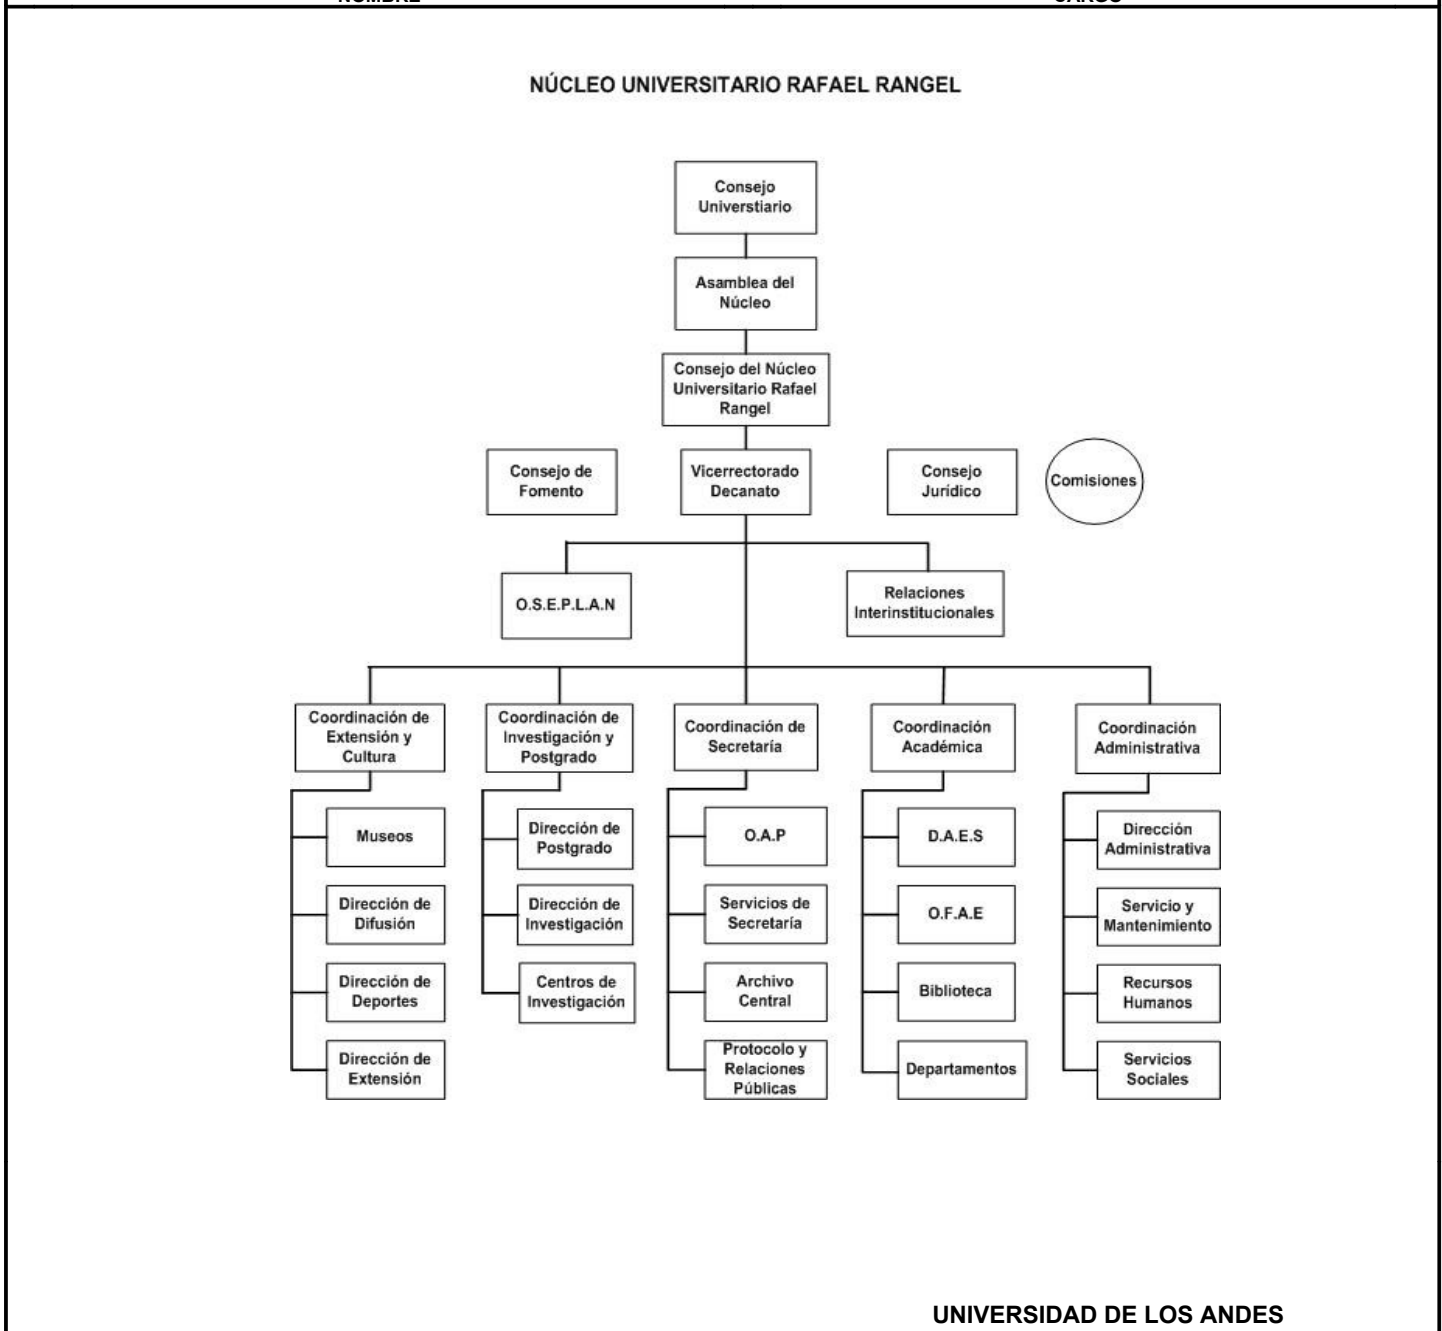 NÚCLEO UNIVERSITARIO RAFAEL RANGEL
Consejo
Universtiario
Asamblea del
Núcleo
Consejo del Núcleo
Universitario Rafael
Rangel
Consejo de
Fomento
Vicerrectorado
Decanato
Consejo
Jurídico
Comisiones
O.S.E.P.L.A.N
Relaciones
Interinstitucionales
Coordinación de
Extensión y
Cultura
Coordinación de
Investigación y
Postgrado
Coordinación de
Secretaría
Coordinación
Académica
Coordinación
Administrativa
Museos
Dirección de
Postgrado
O.A.P
D.A.E.S
Dirección
Administrativa
Dirección de
Difusión
Dirección de
Investigación
Servicios de
Secretaría
O.F.A.E
Servicio y
Mantenimiento
Dirección de
Deportes
Centros de
Investigación
Archivo
Central
Biblioteca
Recursos
Humanos
Dirección de
Extensión
Protocolo y
Relaciones
Públicas
Departamentos
Servicios
Sociales
UNIVERSIDAD DE LOS ANDES